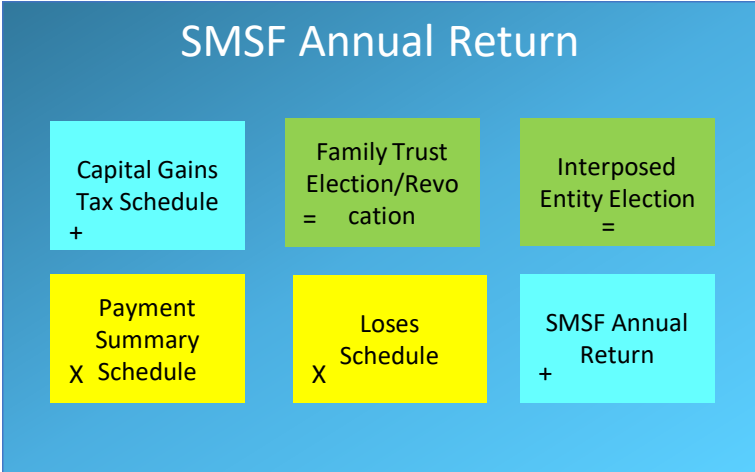 SMSF Annual Return
Capital Gains
Tax Schedule
+
Family Trust
Election/Revo
= cation
Interposed
Entity Election
=
Payment
Summary
X Schedule
Loses
Schedule
X
SMSF Annual
Return
+